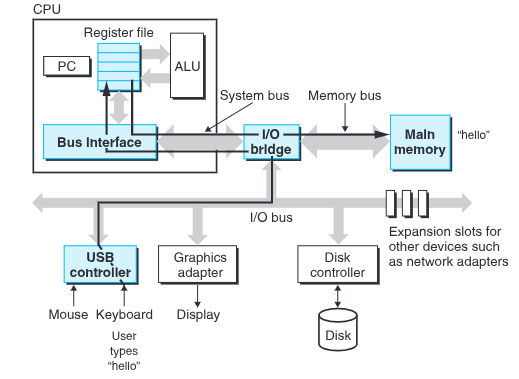 CPU
Register file
PC
ALU
System bus
Memory bus
Bus interface
I/O
bridge
Main
memory
“hello”
I/O bus
Expansion slots for
other devices such
as network adapters
USB
controller
Graphics
adapter
Disk
controller
Mouse
Keyboard
Display
User
types
“hello”
Disk